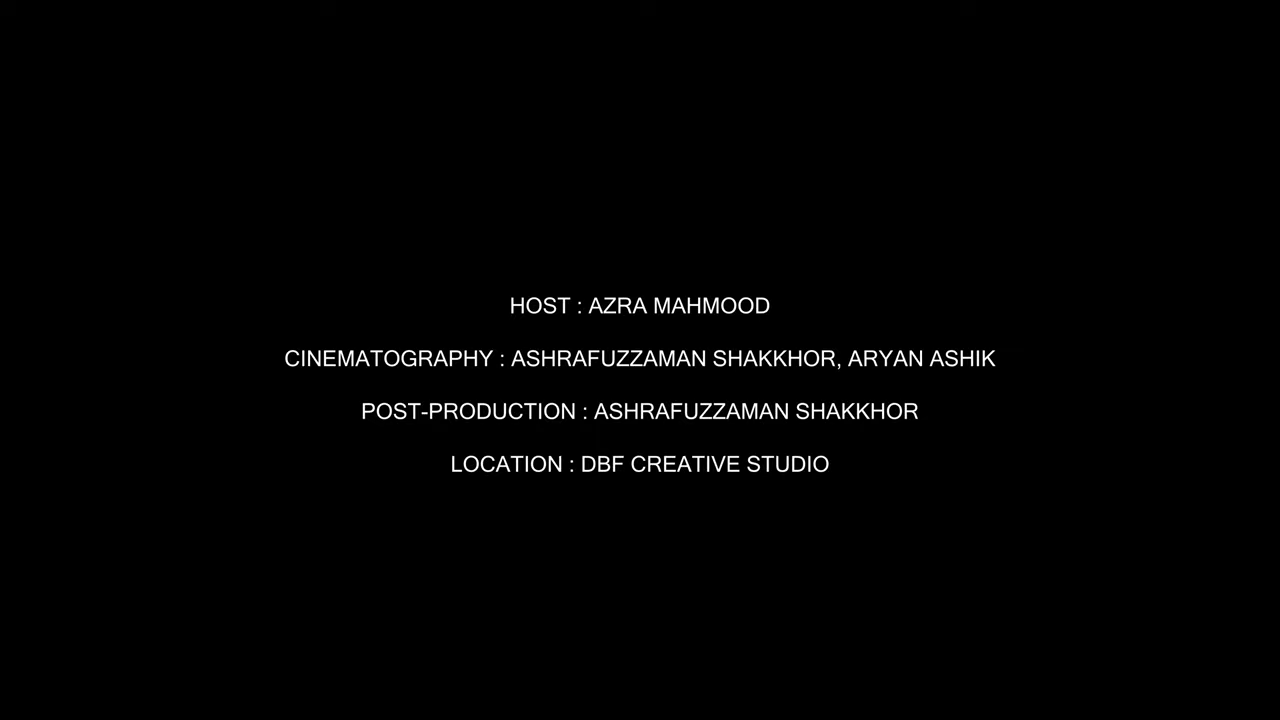 HOST : AZRA MAHMOOD
CINEMATOGRAPHY : ASHRAFUZZAMAN SHAKKHOR, ARYAN ASHIK
POST-PRODUCTION : ASHRAFUZZAMAN SHAKKHOR
LOCATION : DBF CREATIVE STUDIO